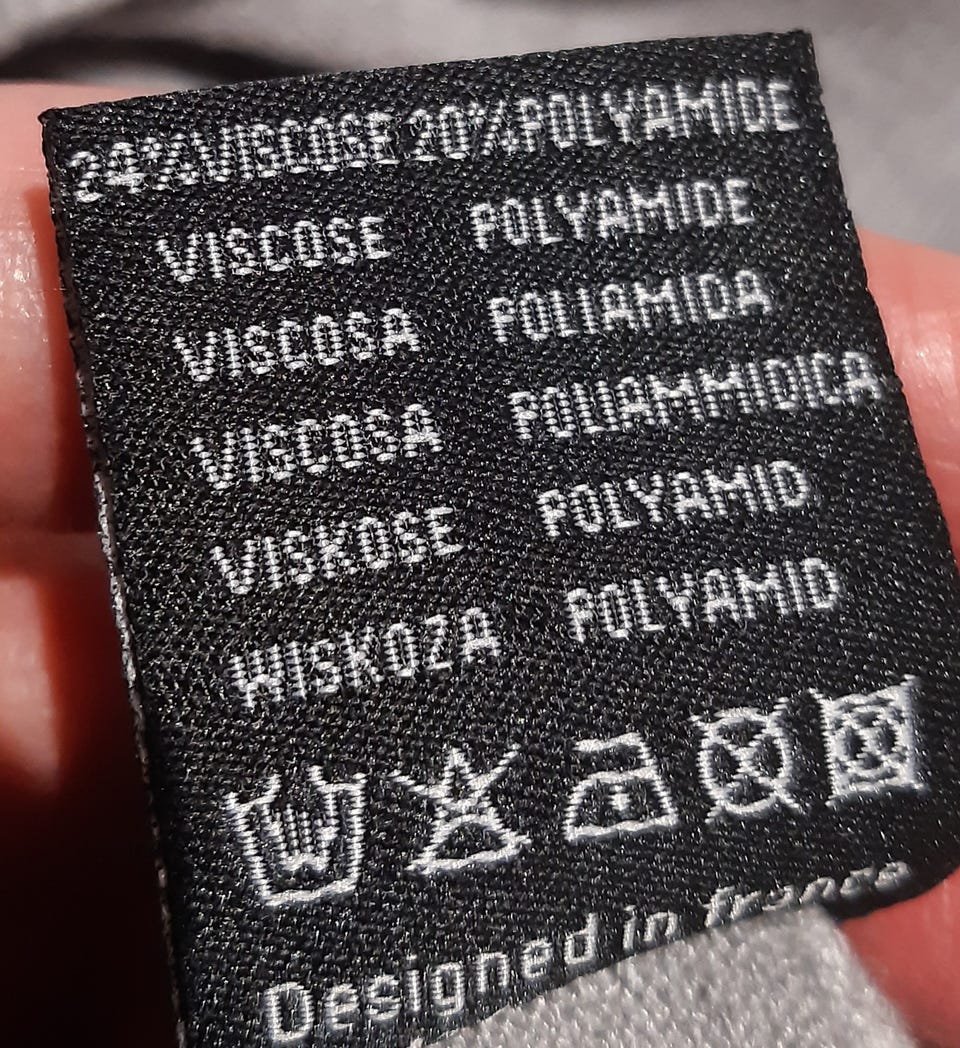 24%VISCOSE 20%POLYAMIDE
VISCOSE POLYAMIDE
VISCOSA POLIAMIDA
VISCOSA POLIAMMIDICA
VISKOSE POLYAMID
WISKOZA POLYAMID
Designed in france